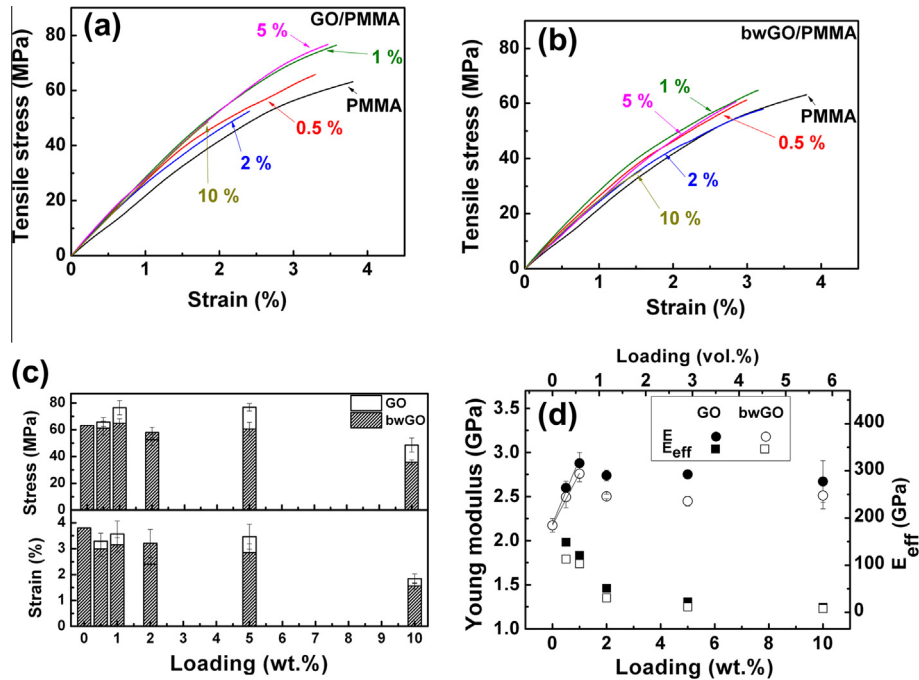 (a)
GO/PMMA
5 %
1 %
PMMA
0.5 %
2 %
10 %
80
60
40
20
0
Tensile stress (MPa)
0 1 2 3 4
Strain (%)
(b)
bwGO/PMMA
1 %
5 %
PMMA
0.5 %
2 %
10 %
80
60
40
20
0
Tensile stress (MPa)
0 1 2 3 4
Strain (%)
(c)
GO
bwGO
80
60
40
20
0
Stress (MPa)
4
3
2
1
0
Strain (%)
0 1 2 3 4 5 6 7 8 9 10
Loading (wt.%)
Loading (vol.%)
0 1 2 3 4 5 6
(d)
GO bwGO
E
Eeff
3.5
3.0
2.5
2.0
1.5
1.0
Young modulus (GPa)
400
300
200
100
0
Eeff (GPa)
0 2 4 6 8 10
Loading (wt.%)